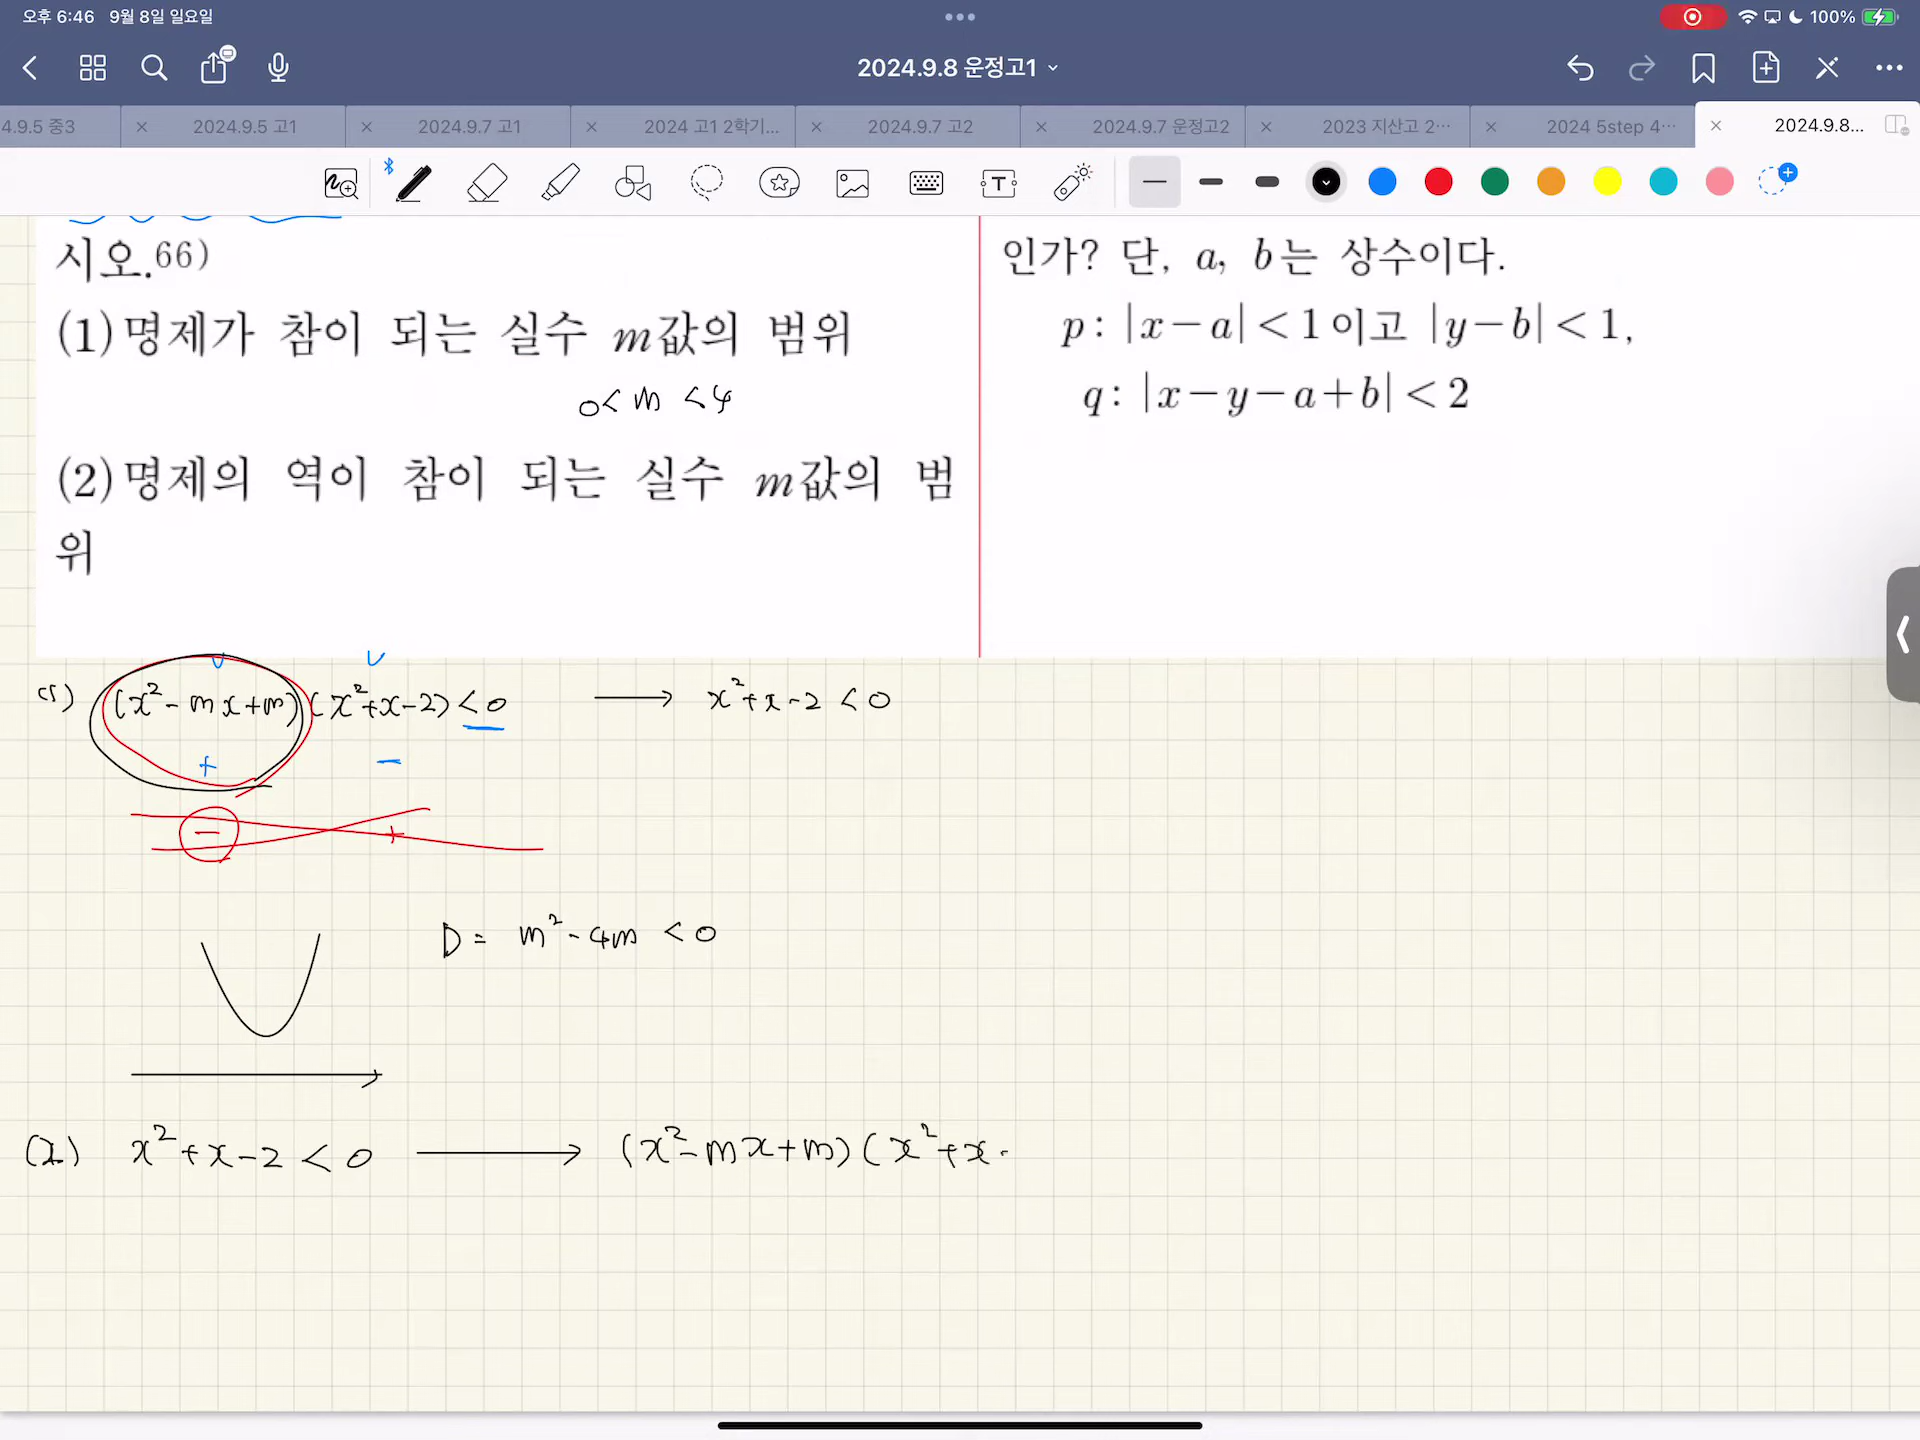 오후 6:46 9월 8일 일요일
100%
2024.9.8 운정고1
4.9.5 중3
2024.9.5 고1
2024.9.7 고1
2024 고1 2학기...
2024.9.7 고2
2024.9.7 운정고2
2023 지산고 2...
2024 5step 4...
2024.9.8...
시오.66)
(1)명제가 참이 되는 실수 m값의 범위
0<m<4
(2)명제의 역이 참이 되는 실수 m값의 범
위
인가? 단, a, b는 상수이다.
p: |x-a|<1이고 |y-b|<1,
q: |x-y-a+b|<2
(1) (x²-mx+m)(x²+x-2)<0 → x²+x-2<0
+ −
− +
D = m²-4m <0
(2) x²+x-2<0 → (x²-mx+m)(x²+x-